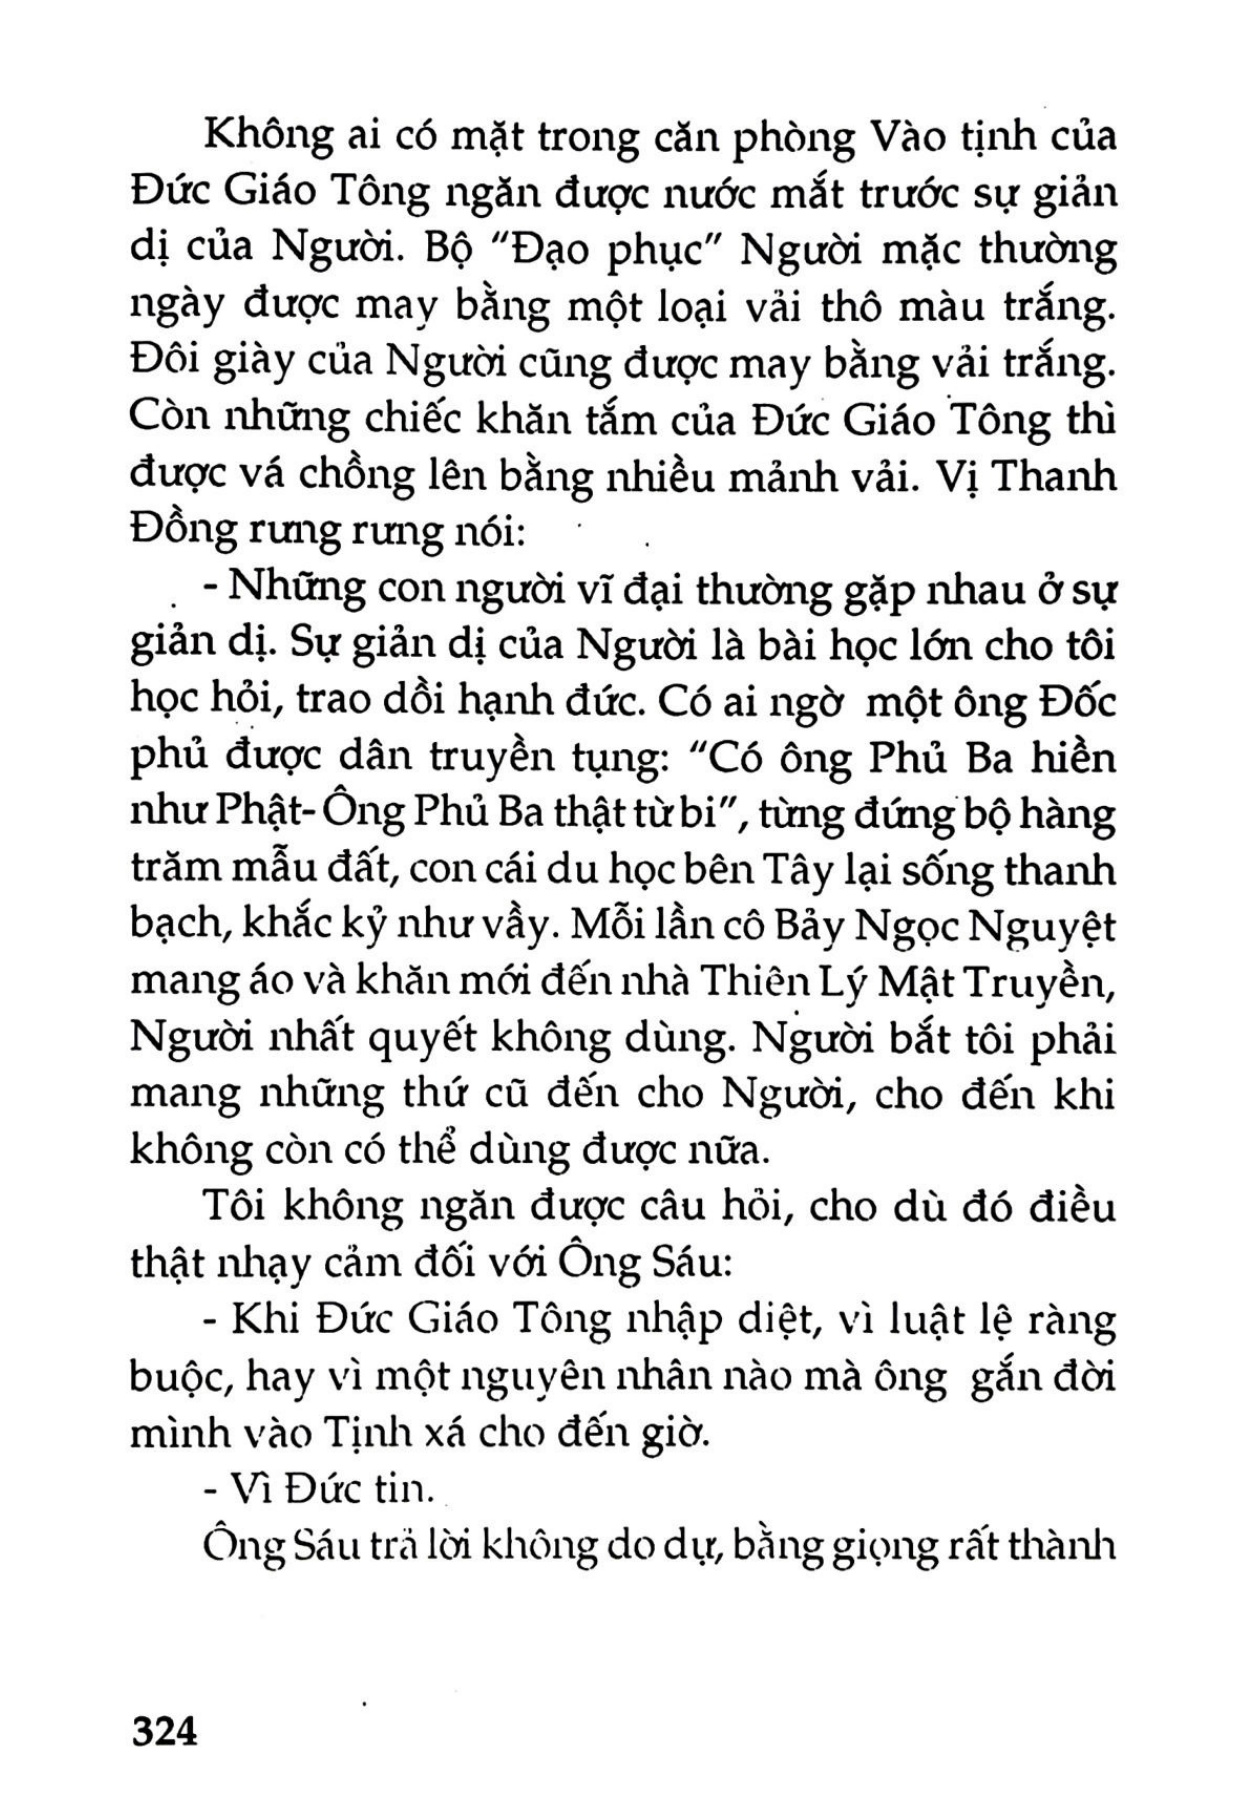 Không ai có mặt trong căn phòng Vào tịnh của
Đức Giáo Tông ngăn được nước mắt trước sự giản
dị của Người. Bộ "Đạo phục" Người mặc thường
ngày được may bằng một loại vải thô màu trắng.
Đôi giày của Người cũng được may bằng vải trắng.
Còn những chiếc khăn tắm của Đức Giáo Tông thì
được vá chồng lên bằng nhiều mảnh vải. Vị Thanh
Đồng rưng rưng nói:
- Những con người vĩ đại thường gặp nhau ở sự
giản dị. Sự giản dị của Người là bài học lớn cho tôi
học hỏi, trao dồi hạnh đức. Có ai ngờ một ông Đốc
phủ được dân truyền tụng: "Có ông Phủ Ba hiền
như Phật- Ông Phủ Ba thật từ bi", từng đứng bộ hàng
trăm mẫu đất, con cái du học bên Tây lại sống thanh
bạch, khắc kỷ như vầy. Mỗi lần cô Bảy Ngọc Nguyệt
mang áo và khăn mới đến nhà Thiên Lý Mật Truyền,
Người nhất quyết không dùng. Người bắt tôi phải
mang những thứ cũ đến cho Người, cho đến khi
không còn có thể dùng được nữa.
Tôi không ngăn được câu hỏi, cho dù đó điều
thật nhạy cảm đối với Ông Sáu:
- Khi Đức Giáo Tông nhập diệt, vì luật lệ ràng
buộc, hay vì một nguyên nhân nào mà ông gắn đời
mình vào Tịnh xá cho đến giờ.
- Vì Đức tin.
Ông Sáu trả lời không do dự, bằng giọng rất thành
324